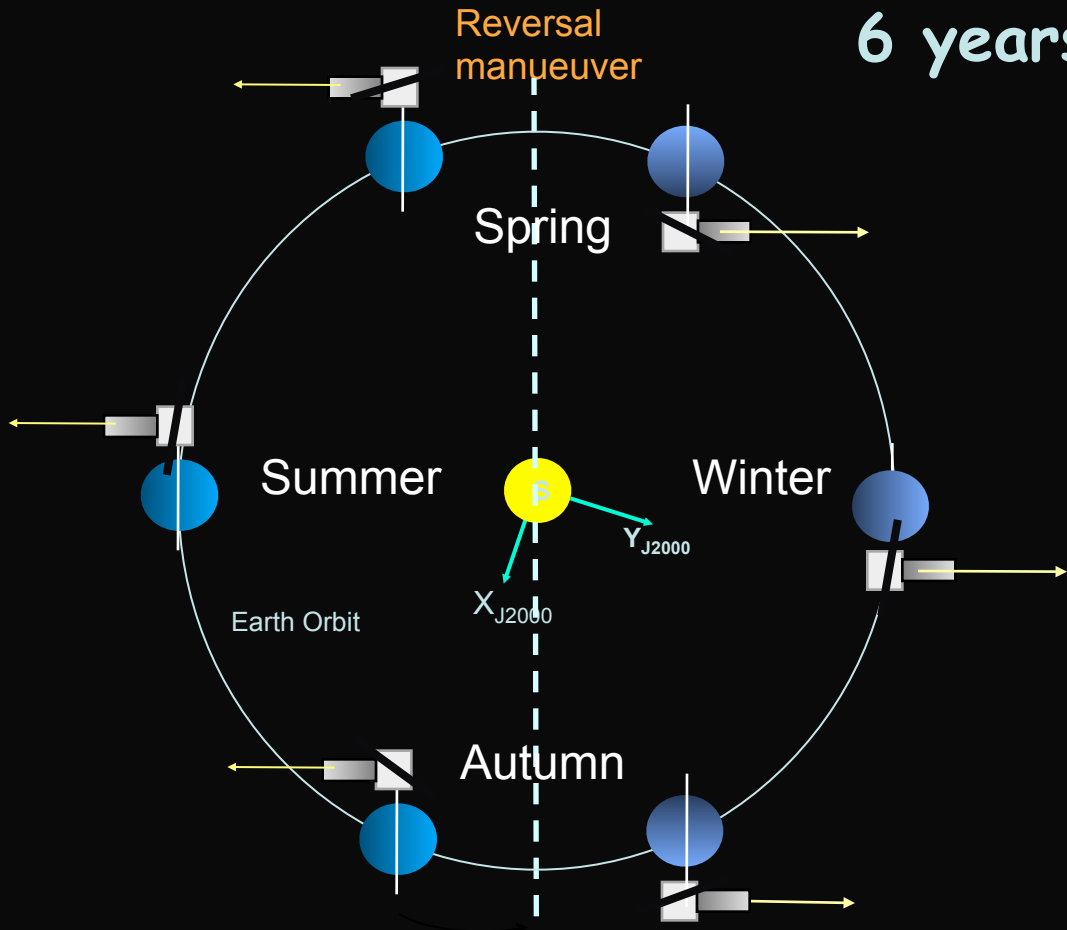 Reversal
manueuver
6 years
Spring
Summer
Winter
S
Y J2000
X J2000
Earth Orbit
Autumn